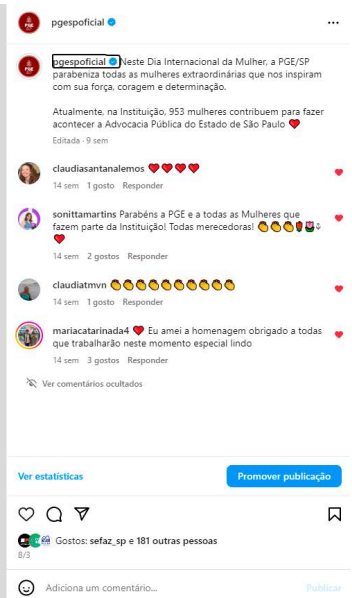 pgespoficial
pgespoficial Neste Dia Internacional da Mulher, a PGE/SP
parabeniza todas as mulheres extraordinárias que nos inspiram
com sua força, coragem e determinação.
Atualmente, na Instituição, 953 mulheres contribuem para fazer
acontecer a Advocacia Pública do Estado de São Paulo ❤️
Editada · 9 sem
claudiasantanalemos ❤️❤️❤️❤️
14 sem 1 gosto Responder
sonittamartins Parabéns a PGE e a todas as Mulheres que
fazem parte da Instituição! Todas merecedoras! 👏👏👏🌹🌷
❤️
14 sem 2 gostos Responder
claudiatmvn 👏👏👏👏👏👏👏👏👏👏
14 sem 1 gosto Responder
mariacatarinada4 ❤️ Eu amei a homenagem obrigado a todas
que trabalharão neste momento especial lindo
14 sem 3 gostos Responder
Ver comentários ocultados
Ver estatísticas
Promover publicação
Gostos: sefaz_sp e 181 outras pessoas
8/3
Adiciona um comentário...
Publicar